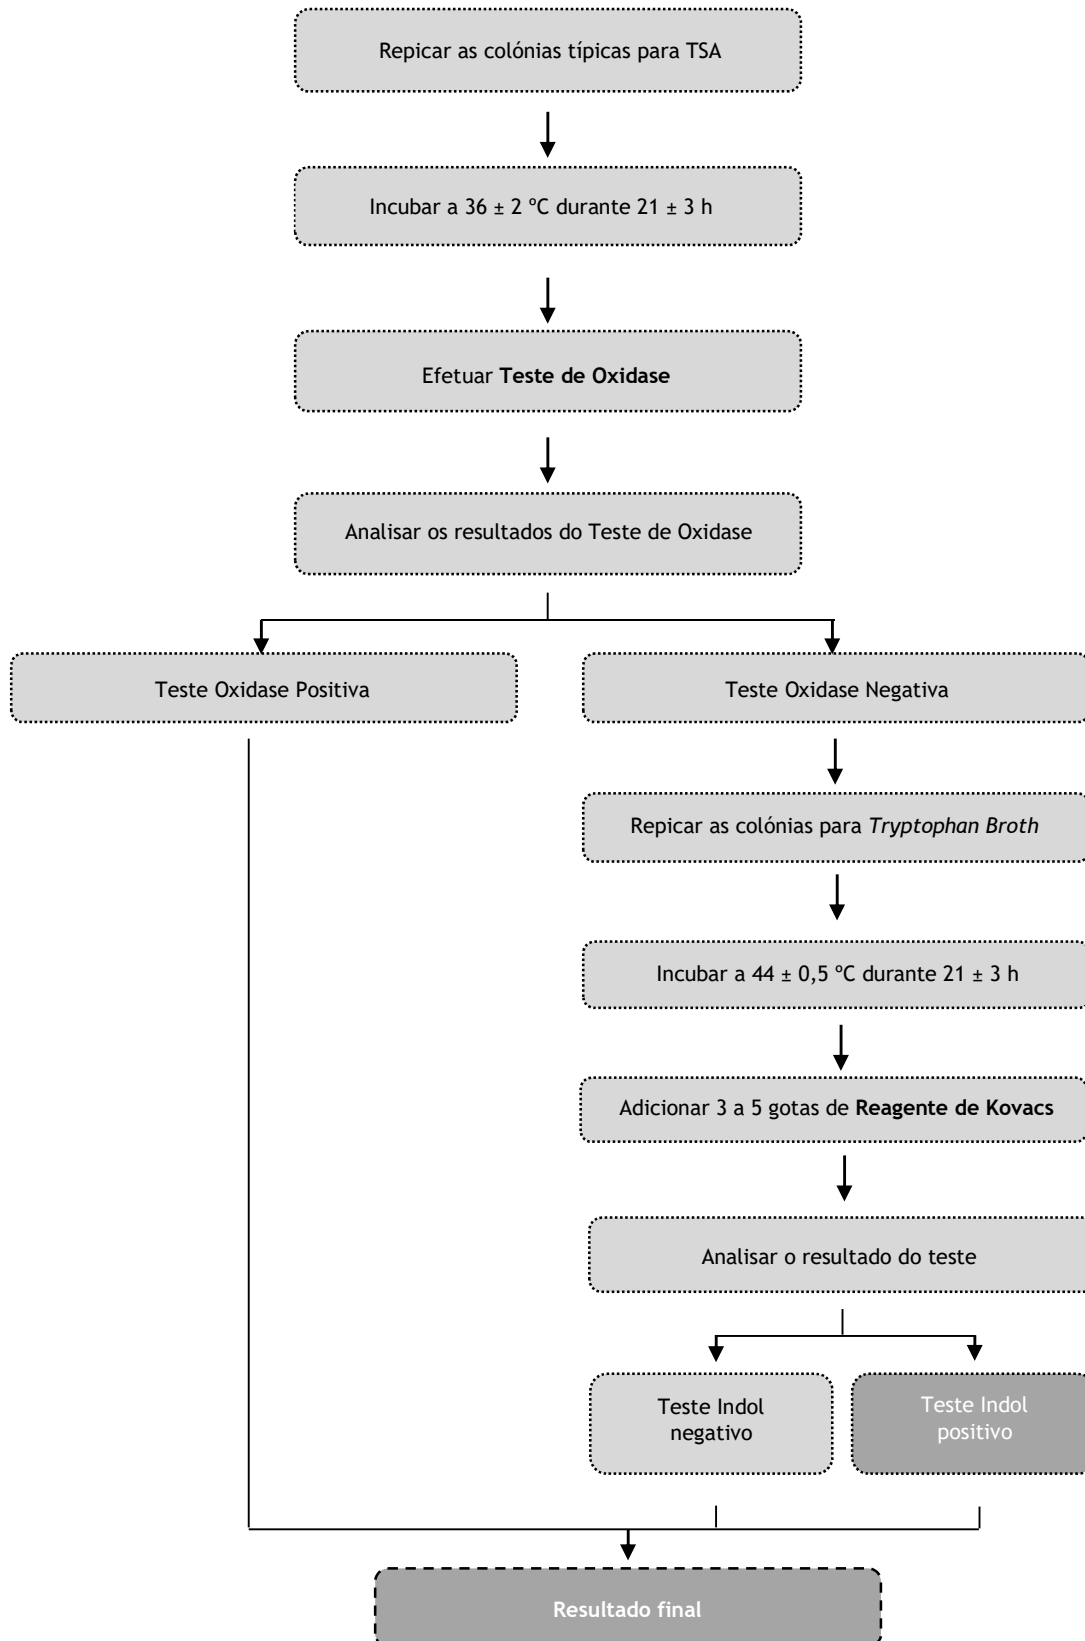 Repicar as colónias típicas para TSA
Incubar a 36 ± 2 ºC durante 21 ± 3 h
Efetuar Teste de Oxidase
Analisar os resultados do Teste de Oxidase
Teste Oxidase Positiva
Teste Oxidase Negativa
Repicar as colónias para Tryptophan Broth
Incubar a 44 ± 0,5 ºC durante 21 ± 3 h
Adicionar 3 a 5 gotas de Reagente de Kovacs
Analisar o resultado do teste
Teste Indol
negativo
Teste Indol
positivo
Resultado final